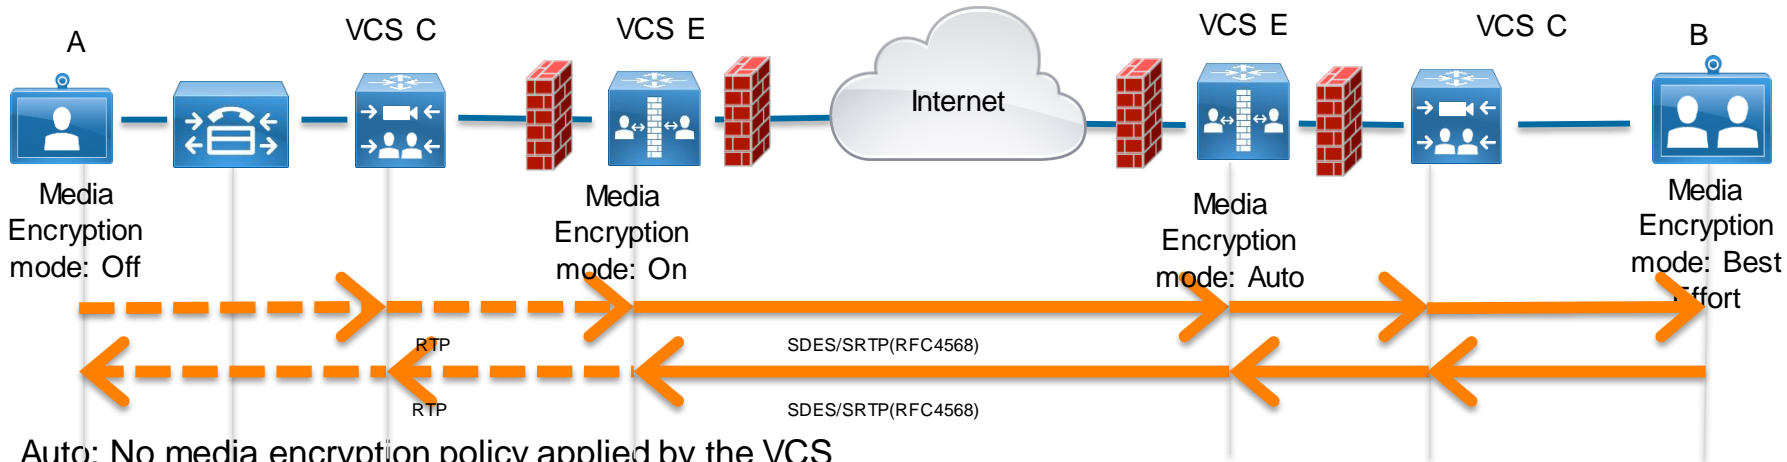 A
VCS C
VCS E
Internet
VCS E
VCS C
B
Media
Encryption
mode: Off
Media
Encryption
mode: On
Media
Encryption
mode: Auto
Media
Encryption
mode: Best
Effort
RTP
SDES/SRTP(RFC4568)
RTP
SDES/SRTP(RFC4568)
Auto: No media encryption policy applied by the VCS